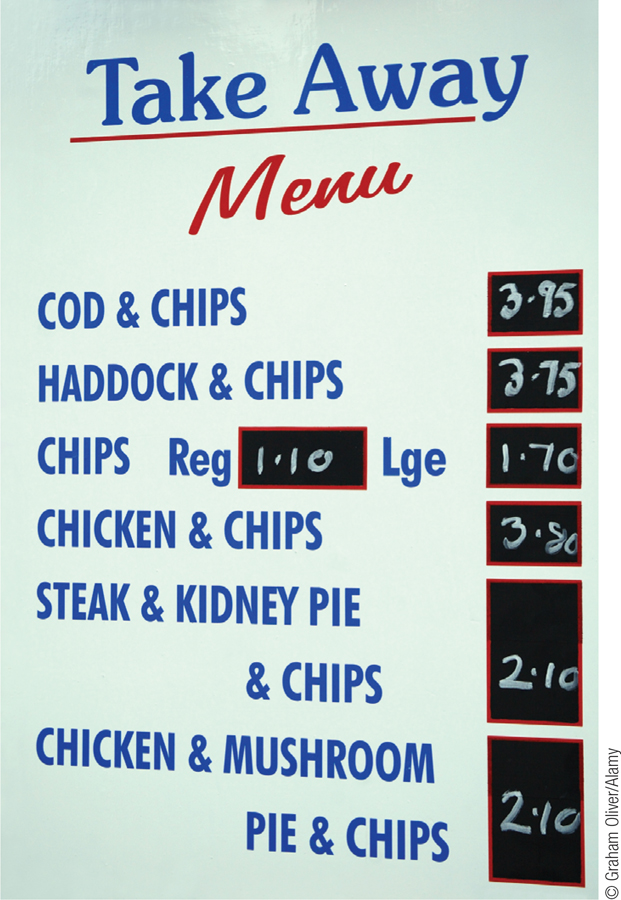 Take Away
Menu
COD & CHIPS 3.95
HADDOCK & CHIPS 3.75
CHIPS Reg 1.10 Lge 1.70
CHICKEN & CHIPS 3.80
STEAK & KIDNEY PIE
& CHIPS 2.10
CHICKEN & MUSHROOM
PIE & CHIPS 2.10
© Graham Oliver/Alamy